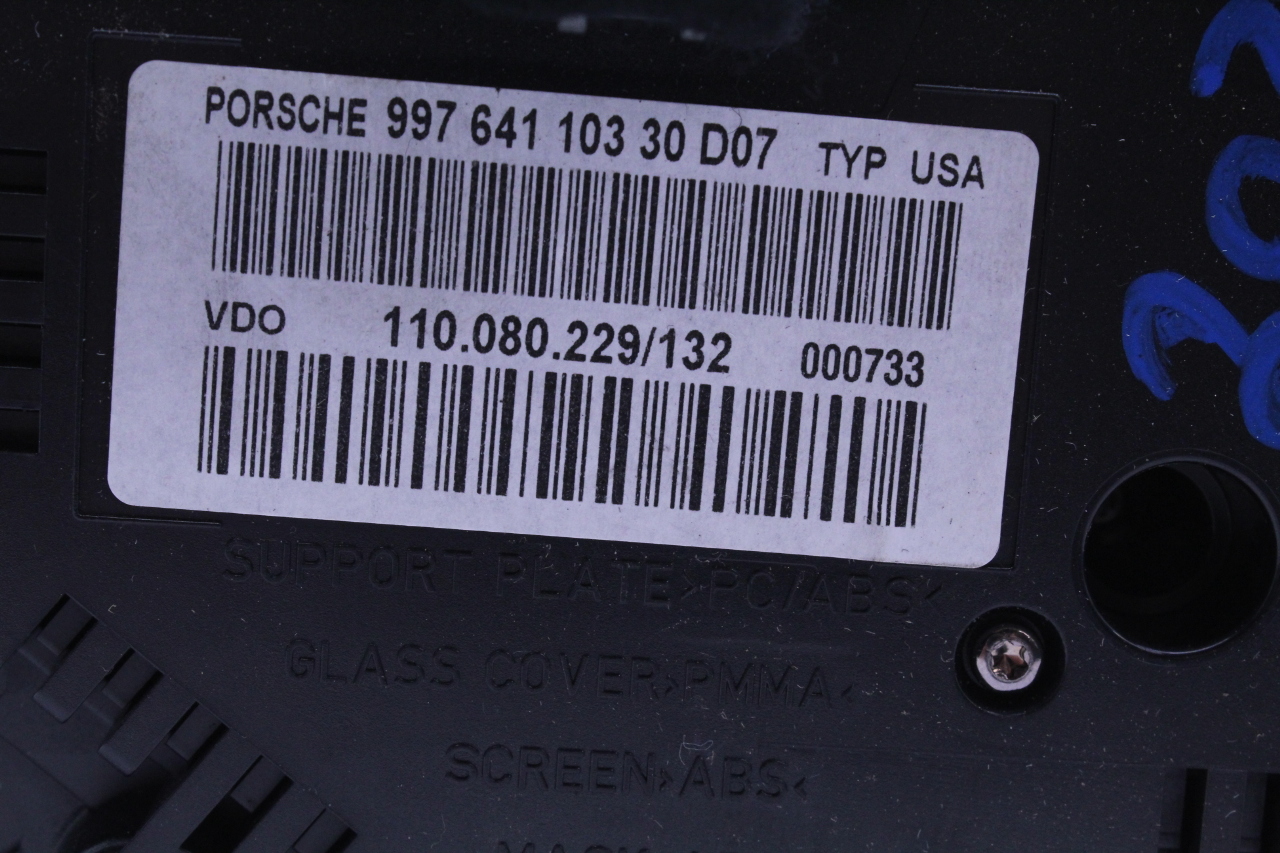 PORSCHE 997 641 103 30 D07 TYP USA
VDO 110.080.229/132 000733
SUPPORT PLATE>PC/ABS<
GLASS COVER>PMMA<
SCREEN>ABS<